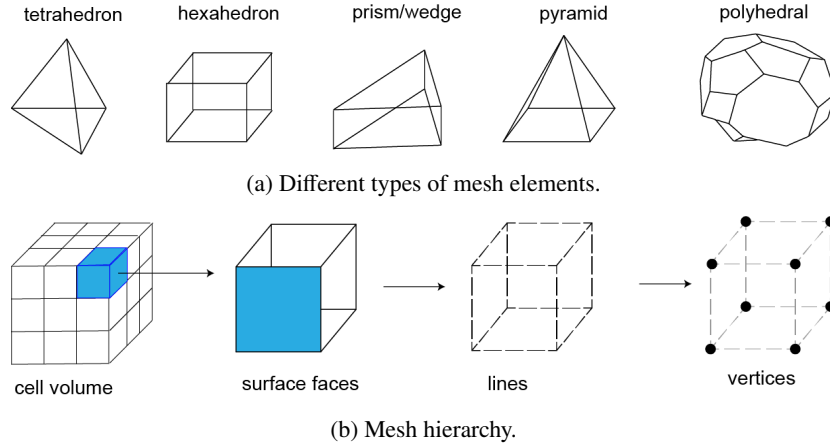 tetrahedron hexahedron prism/wedge pyramid polyhedral
(a) Different types of mesh elements.
cell volume surface faces lines vertices
(b) Mesh hierarchy.